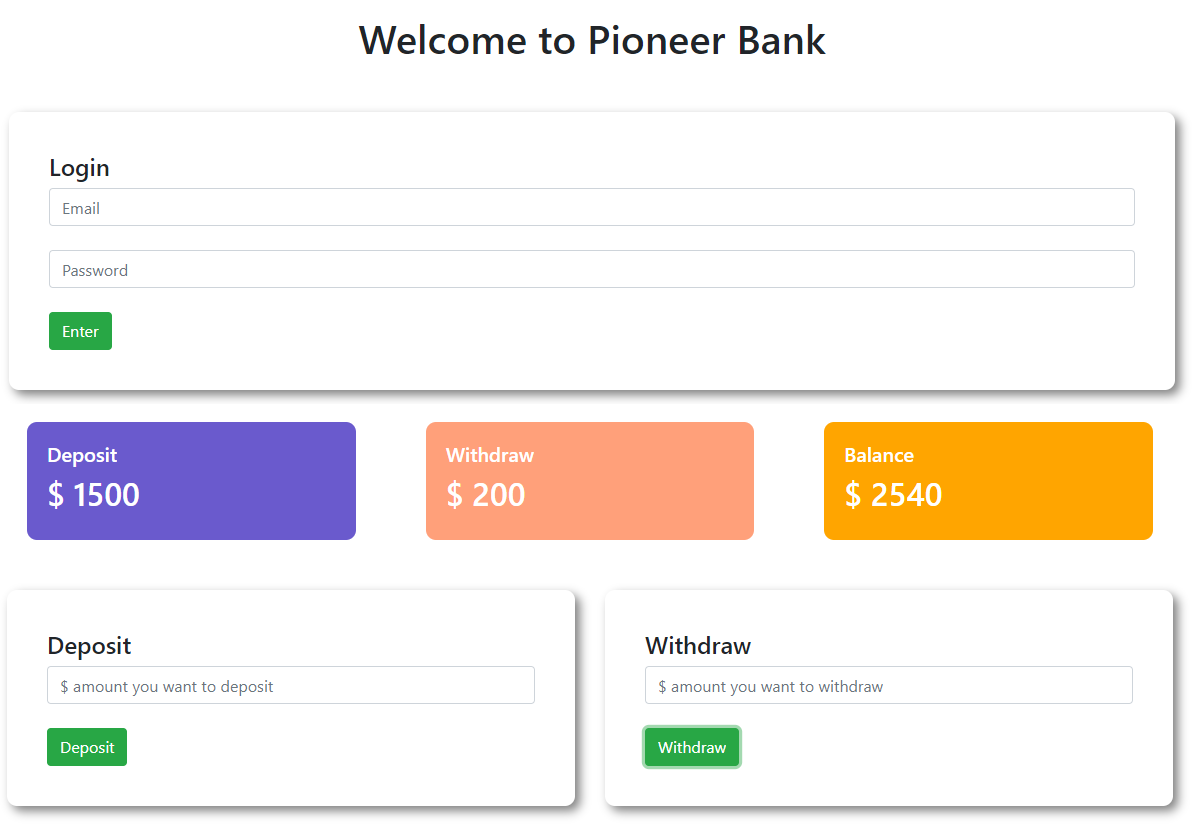 Welcome to Pioneer Bank
Login
Email
Password
Enter
Deposit
$ 1500
Withdraw
$ 200
Balance
$ 2540
Deposit
$ amount you want to deposit
Deposit
Withdraw
$ amount you want to withdraw
Withdraw